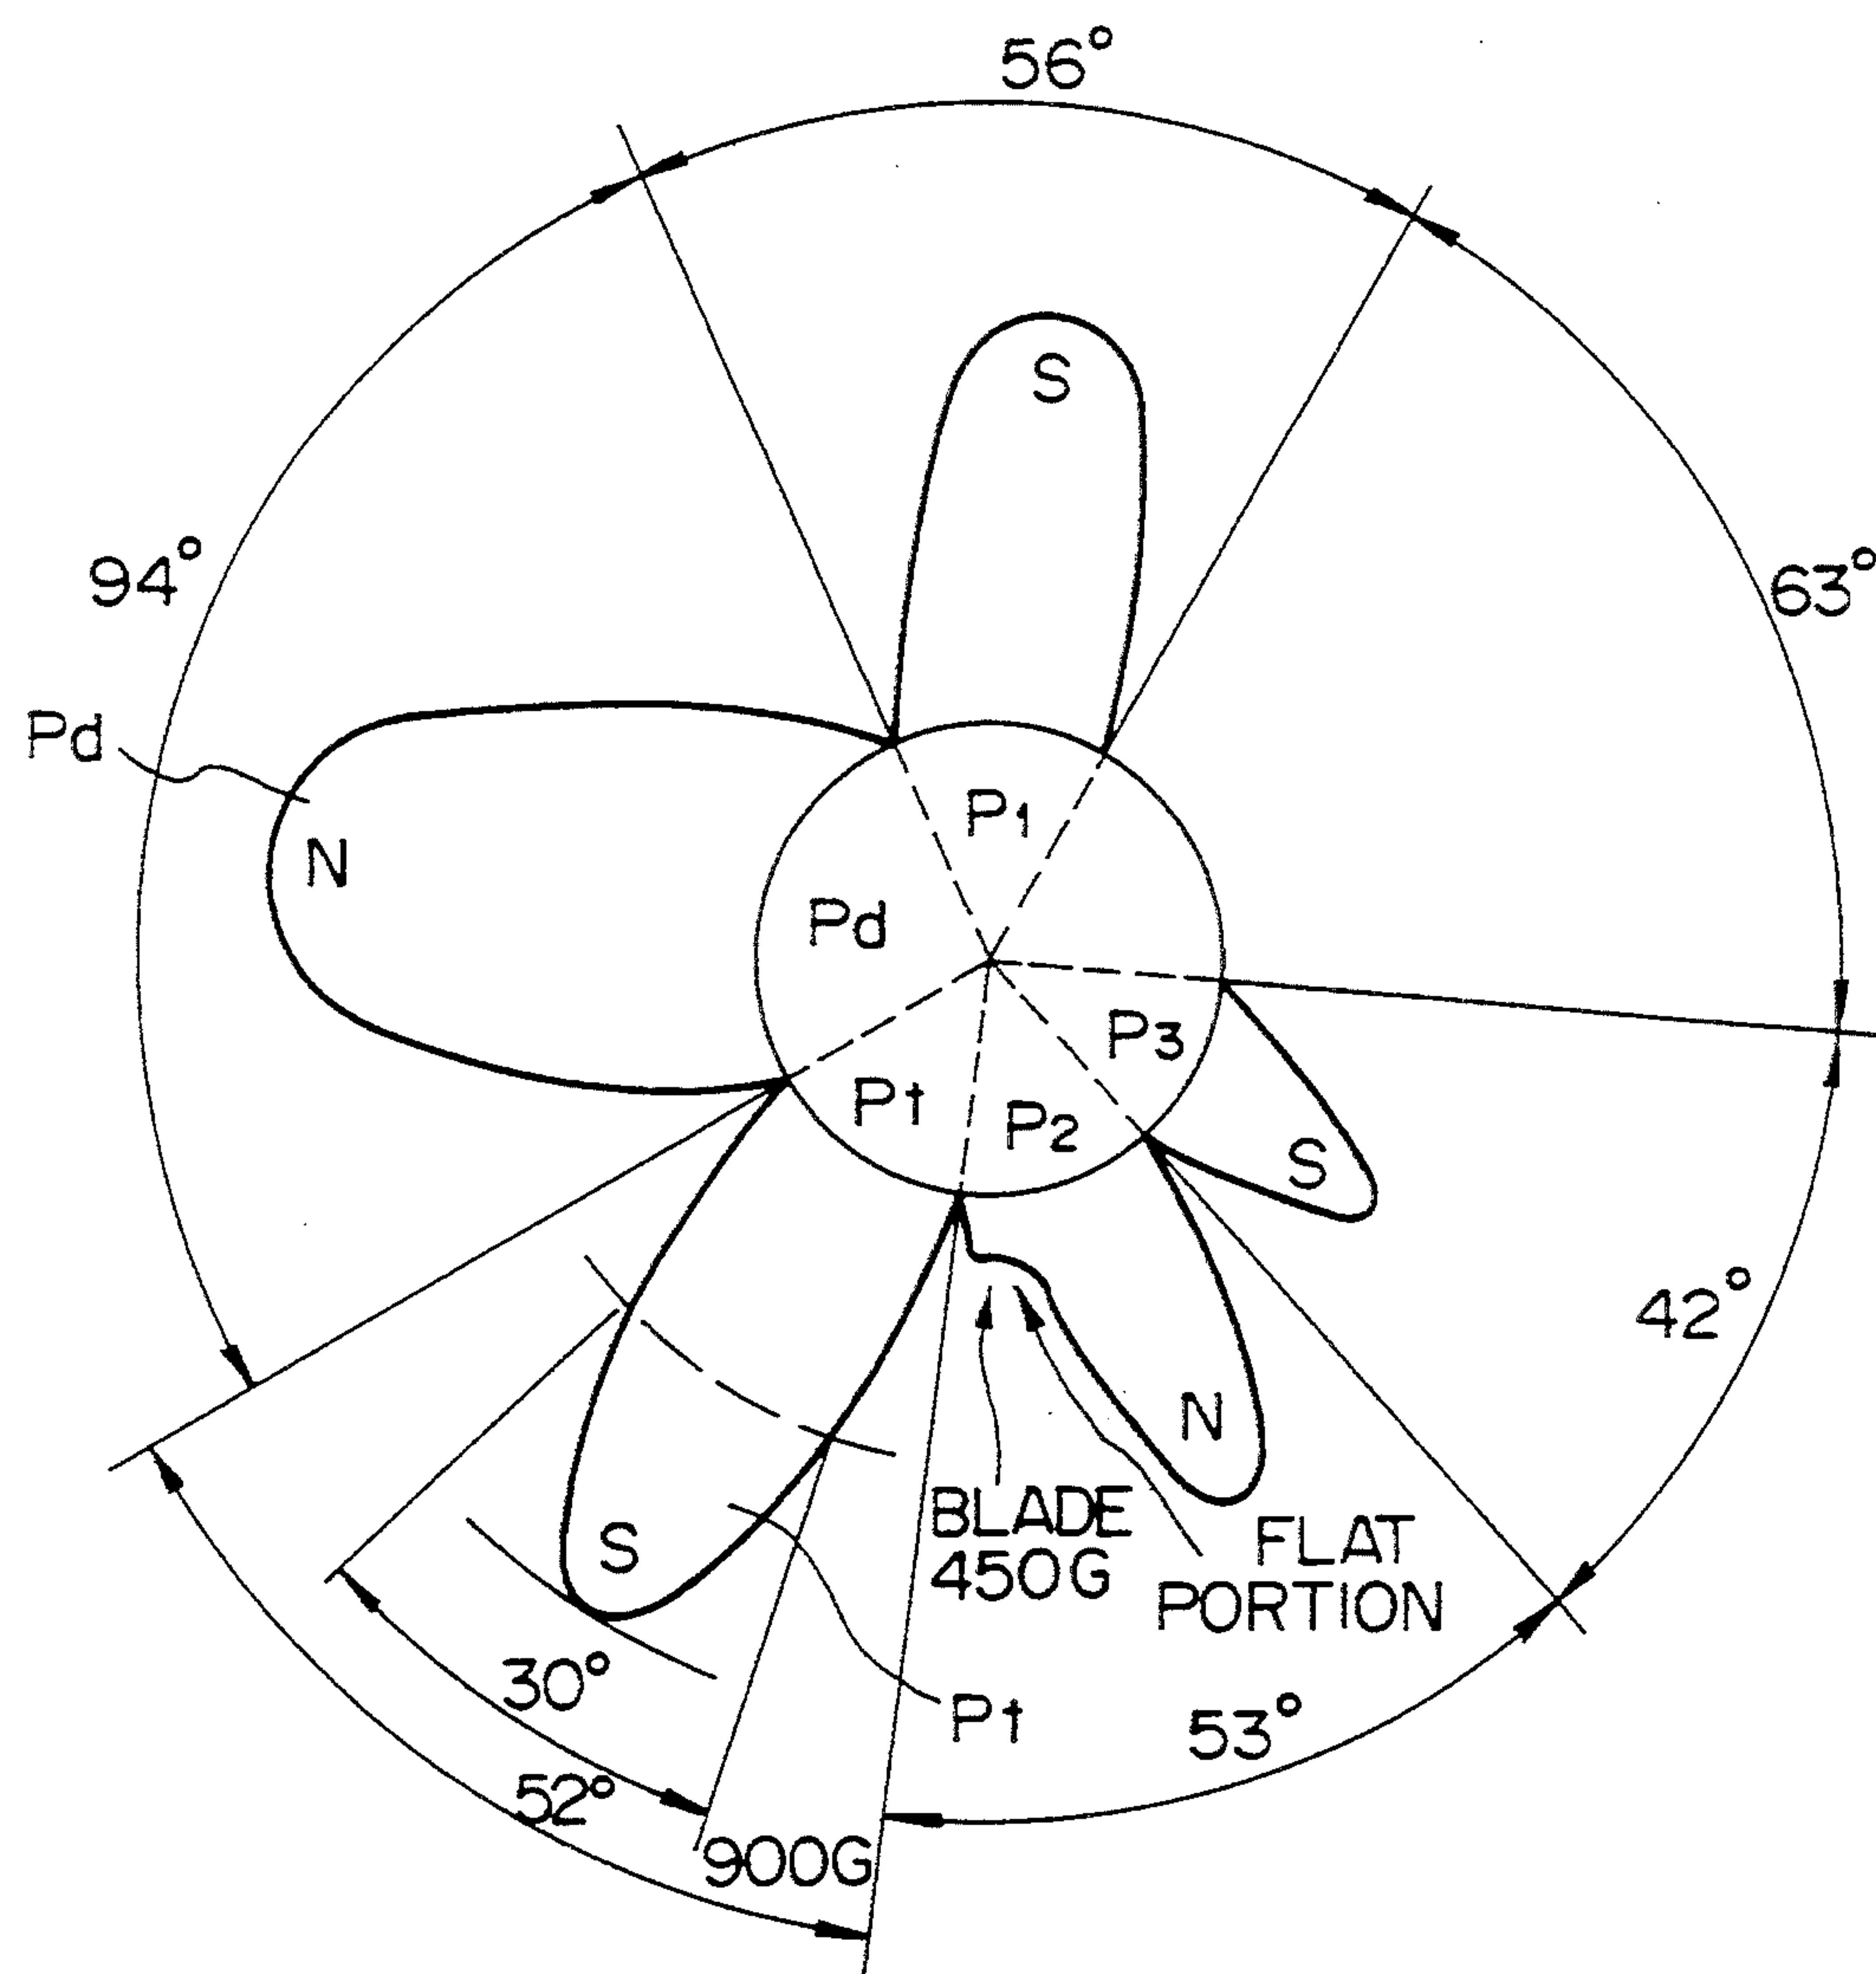 56°
S
94°
63°
Pd
N
P1
Pd
P3
Pt
P2
S
42°
N
BLADE
450G
FLAT
PORTION
S
30°
Pt
53°
52°
900G